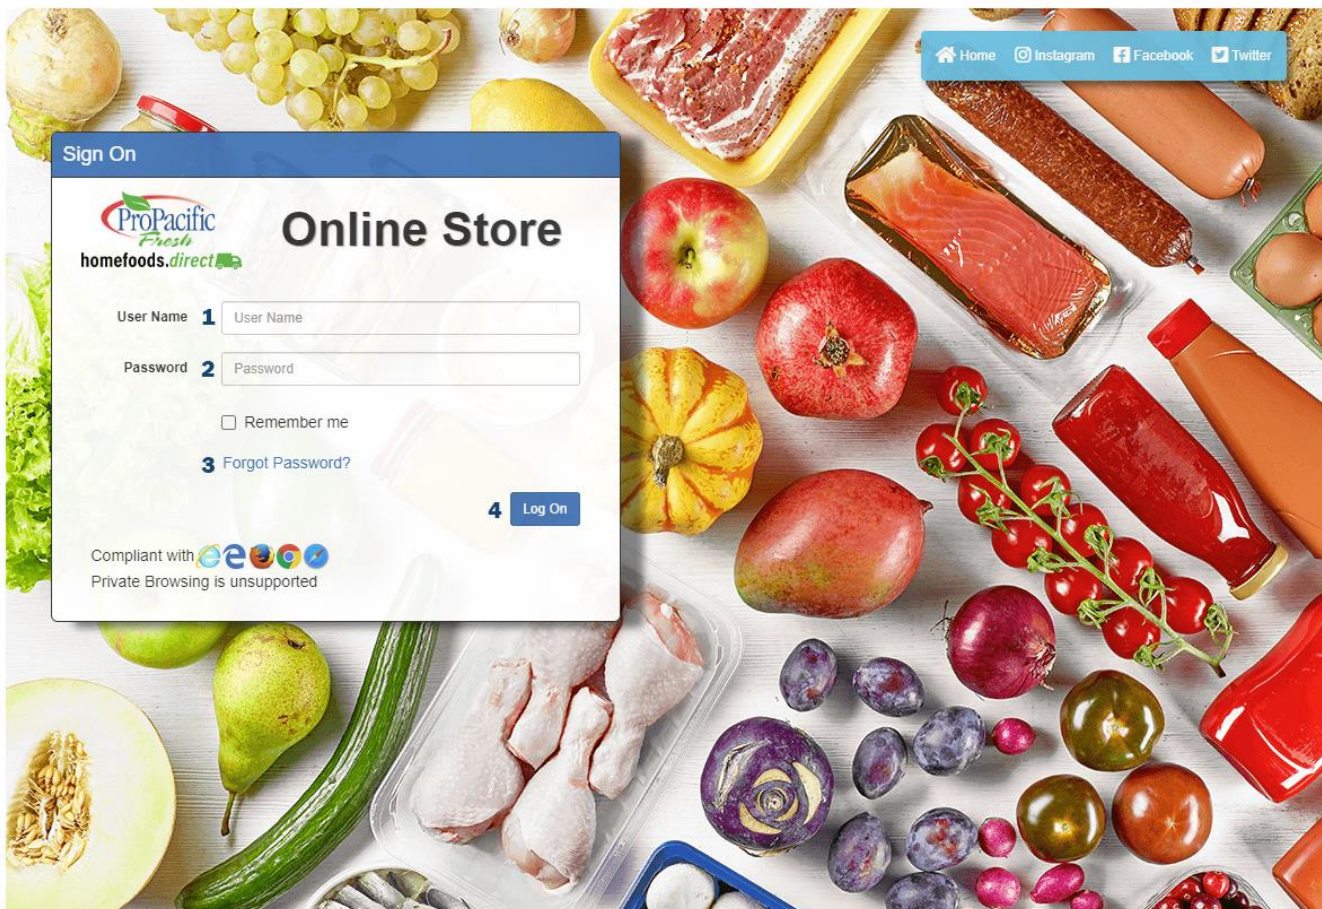 Home Instagram Facebook Twitter
Sign On
ProPacific
Fresh
homefoods.direct
Online Store
User Name 1 User Name
Password 2 Password
Remember me
3 Forgot Password?
4 Log On
Compliant with
Private Browsing is unsupported